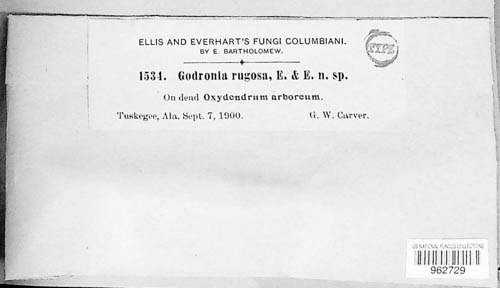 ELLIS AND EVERHART'S FUNGI COLUMBIANI.
BY E. BARTHOLOMEW.
TYPE
1534. Godronia rugosa, E. & E. n. sp.
On dead Oxydendrum arboreum.
Tuskegee, Ala. Sept. 7, 1900. G. W. Carver.
US NATIONAL FUNGUS COLLECTIONS
962729